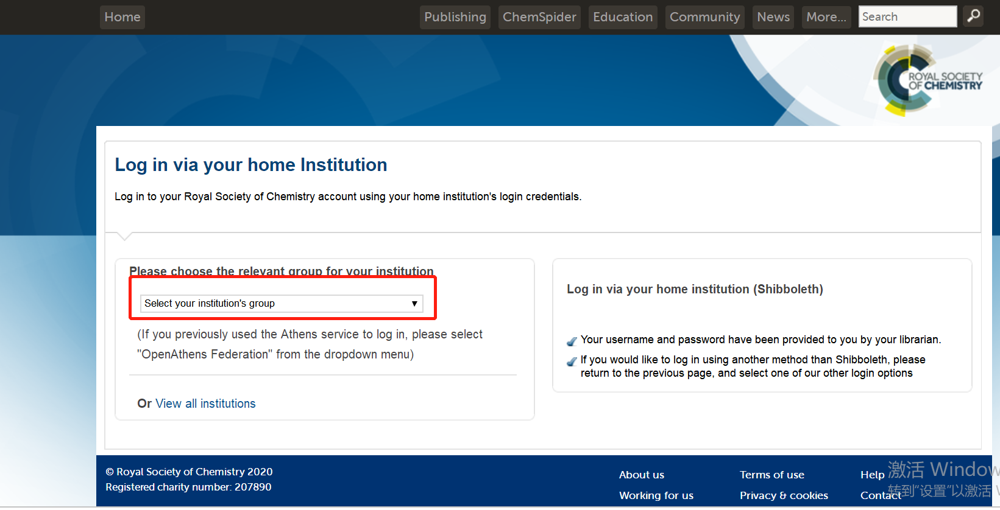 Home
Publishing
ChemSpider
Education
Community
News
More...
Search
ROYAL SOCIETY
OF CHEMISTRY
Log in via your home Institution
Log in to your Royal Society of Chemistry account using your home institution's login credentials.
Please choose the relevant group for your institution
Select your institution's group
(If you previously used the Athens service to log in, please select
"OpenAthens Federation" from the dropdown menu)
Or View all institutions
Log in via your home institution (Shibboleth)
Your username and password have been provided to you by your librarian.
If you would like to log in using another method than Shibboleth, please
return to the previous page, and select one of our other login options
© Royal Society of Chemistry 2020
Registered charity number: 207890
About us
Working for us
Terms of use
Privacy & cookies
Help
Contact
激活 Window
转到“设置”以激活 W